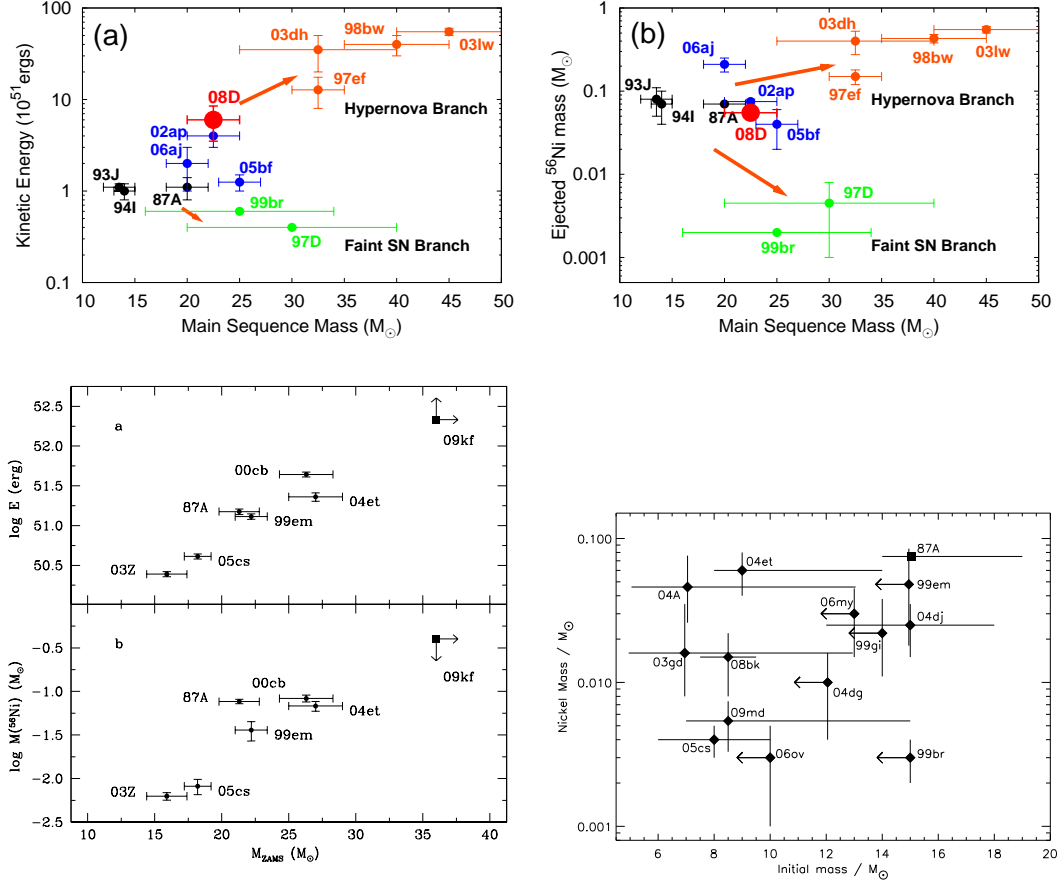 (a)
Kinetic Energy (10^51 ergs)
100
10
1
0.1
03dh
98bw
03lw
97ef
08D
Hypernova Branch
02ap
06aj
93J
05bf
94I
87A
99br
97D
Faint SN Branch
10 15 20 25 30 35 40 45 50
Main Sequence Mass (M☉)
(b)
Ejected 56Ni mass (M☉)
1
0.1
0.01
0.001
03dh
06aj
98bw
03lw
93J
02ap
97ef
94I
87A
Hypernova Branch
08D
05bf
97D
99br
Faint SN Branch
10 15 20 25 30 35 40 45 50
Main Sequence Mass (M☉)
a
log E (erg)
52.5
52.0
51.5
51.0
50.5
09kf
00cb
87A
04et
99em
03Z
05cs
b
log M(56Ni) (M☉)
-0.5
-1.0
-1.5
-2.0
-2.5
09kf
00cb
87A
04et
99em
03Z
05cs
10 15 20 25 30 35 40
M_ZAMS (M☉)
Nickel Mass / M☉
0.100
0.010
0.001
87A
04et
99em
04A
06my
04dj
99gi
03gd
08bk
04dg
09md
05cs
06ov
99br
6 8 10 12 14 16 18 20
Initial mass / M☉